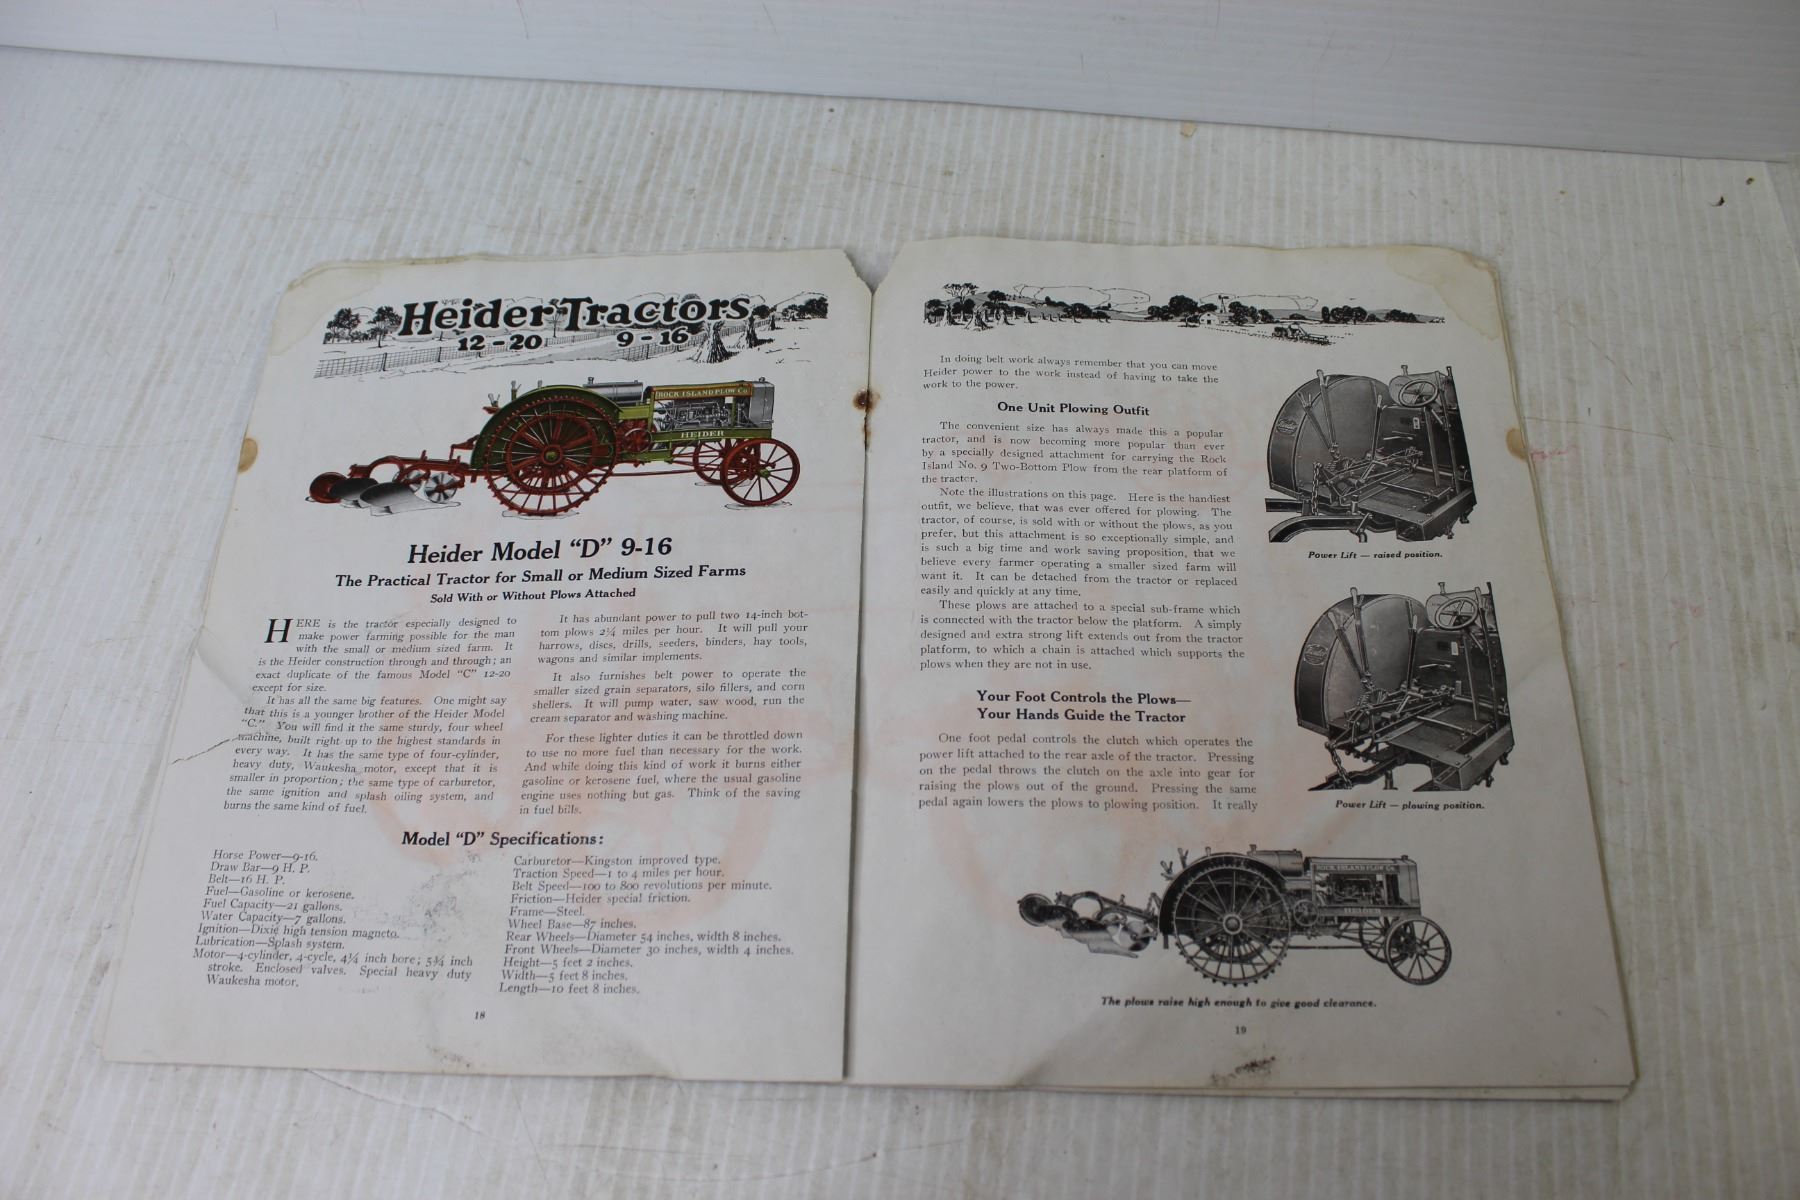 Heider Tractors
12-20 9-16
ROCK ISLAND PLOW CO
HEIDER
Heider Model "D" 9-16
The Practical Tractor for Small or Medium Sized Farms
Sold With or Without Plows Attached
HERE is the tractor especially designed to
make power farming possible for the man
with the small or medium sized farm. It
is the Heider construction through and through; an
exact duplicate of the famous Model "C" 12-20
except for size.
It has all the same big features. One might say
that this is a younger brother of the Heider Model
"C." You will find it the same sturdy, four wheel
machine, built right up to the highest standards in
every way. It has the same type of four-cylinder,
heavy duty, Waukesha motor, except that it is
smaller in proportion; the same type of carburetor,
the same ignition and splash oiling system, and
burns the same kind of fuel.
It has abundant power to pull two 14-inch bot-
tom plows 2¼ miles per hour. It will pull your
harrows, discs, drills, seeders, binders, hay tools,
wagons and similar implements.
It also furnishes belt power to operate the
smaller sized grain separators, silo fillers, and corn
shellers. It will pump water, saw wood, run the
cream separator and washing machine.
For these lighter duties it can be throttled down
to use no more fuel than necessary for the work.
And while doing this kind of work it burns either
gasoline or kerosene fuel, where the usual gasoline
engine uses nothing but gas. Think of the saving
in fuel bills.
Model "D" Specifications:
Horse Power—9-16.
Draw Bar—9 H. P.
Belt—16 H. P.
Fuel—Gasoline or kerosene.
Fuel Capacity—21 gallons.
Water Capacity—7 gallons.
Ignition—Dixie high tension magneto.
Lubrication—Splash system.
Motor—4-cylinder, 4-cycle, 4¼ inch bore; 5¾ inch
stroke. Enclosed valves. Special heavy duty
Waukesha motor.
Carburetor—Kingston improved type.
Traction Speed—1 to 4 miles per hour.
Belt Speed—100 to 800 revolutions per minute.
Friction—Heider special friction.
Frame—Steel.
Wheel Base—87 inches.
Rear Wheels—Diameter 54 inches, width 8 inches.
Front Wheels—Diameter 30 inches, width 4 inches.
Height—5 feet 2 inches.
Width—5 feet 8 inches.
Length—10 feet 8 inches.
18
In doing belt work always remember that you can move
Heider power to the work instead of having to take the
work to the power.
One Unit Plowing Outfit
The convenient size has always made this a popular
tractor, and is now becoming more popular than ever
by a specially designed attachment for carrying the Rock
Island No. 9 Two-Bottom Plow from the rear platform of
the tractor.
Note the illustrations on this page. Here is the handiest
outfit, we believe, that was ever offered for plowing. The
tractor, of course, is sold with or without the plows, as you
prefer, but this attachment is so exceptionally simple, and
is such a big time and work saving proposition, that we
believe every farmer operating a smaller sized farm will
want it. It can be detached from the tractor or replaced
easily and quickly at any time.
These plows are attached to a special sub-frame which
is connected with the tractor below the platform. A simply
designed and extra strong lift extends out from the tractor
platform, to which a chain is attached which supports the
plows when they are not in use.
Your Foot Controls the Plows—
Your Hands Guide the Tractor
One foot pedal controls the clutch which operates the
power lift attached to the rear axle of the tractor. Pressing
on the pedal throws the clutch on the axle into gear for
raising the plows out of the ground. Pressing the same
pedal again lowers the plows to plowing position. It really
Power Lift — raised position.
Power Lift — plowing position.
ROCK ISLAND PLOW CO.
HEIDER
The plows raise high enough to give good clearance.
19